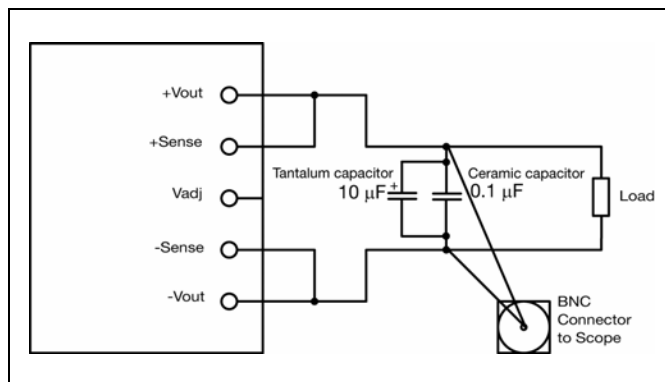 +Vout
+Sense
Tantalum capacitor
10 µF
+
Ceramic capacitor
0.1 µF
Vadj
Load
-Sense
-Vout
BNC
Connector
to Scope